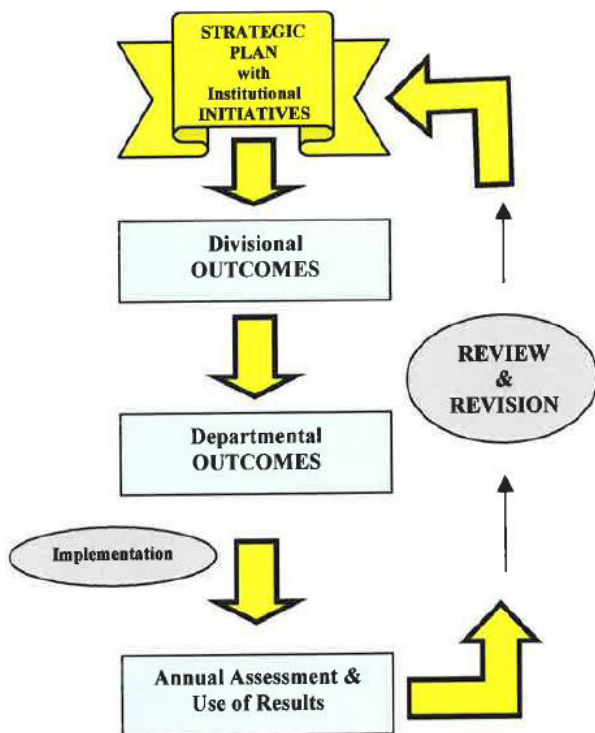 STRATEGIC
PLAN
with
Institutional
INITIATIVES
Divisional
OUTCOMES
Departmental
OUTCOMES
REVIEW
&
REVISION
Implementation
Annual Assessment &
Use of Results